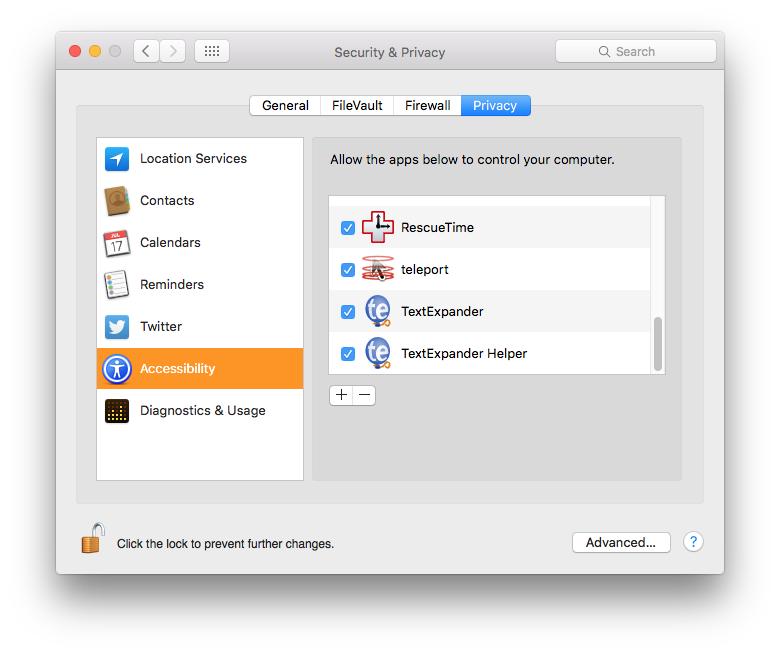 Security & Privacy
Search
General
FileVault
Firewall
Privacy
Location Services
Contacts
JUL
17
Calendars
Reminders
Twitter
Accessibility
Diagnostics & Usage
Allow the apps below to control your computer.
RescueTime
teleport
te
TextExpander
te
TextExpander Helper
+
−
Click the lock to prevent further changes.
Advanced...
?